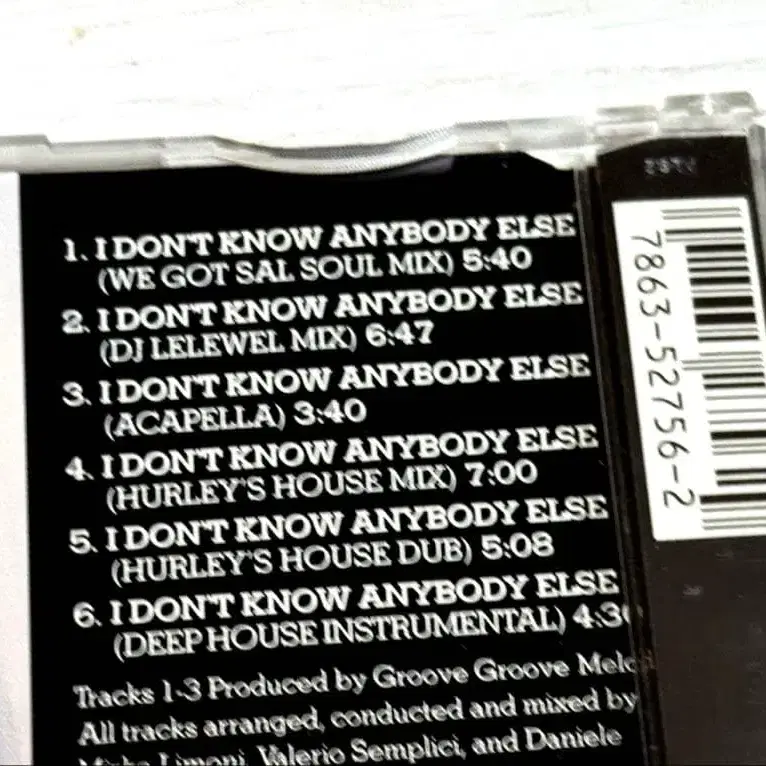 1. I DON'T KNOW ANYBODY ELSE
(WE GOT SAL SOUL MIX) 5:40
2. I DON'T KNOW ANYBODY ELSE
(DJ LELEWEL MIX) 6:47
3. I DON'T KNOW ANYBODY ELSE
(ACAPELLA) 3:40
4. I DON'T KNOW ANYBODY ELSE
(HURLEY'S HOUSE MIX) 7:00
5. I DON'T KNOW ANYBODY ELSE
(HURLEY'S HOUSE DUB) 5:08
6. I DON'T KNOW ANYBODY ELSE
(DEEP HOUSE INSTRUMENTAL) 4:3
Tracks 1-3 Produced by Groove Groove Melo
All tracks arranged, conducted and mixed by
Limoni, Valerio Semplici, and Daniele
7863-52756-2